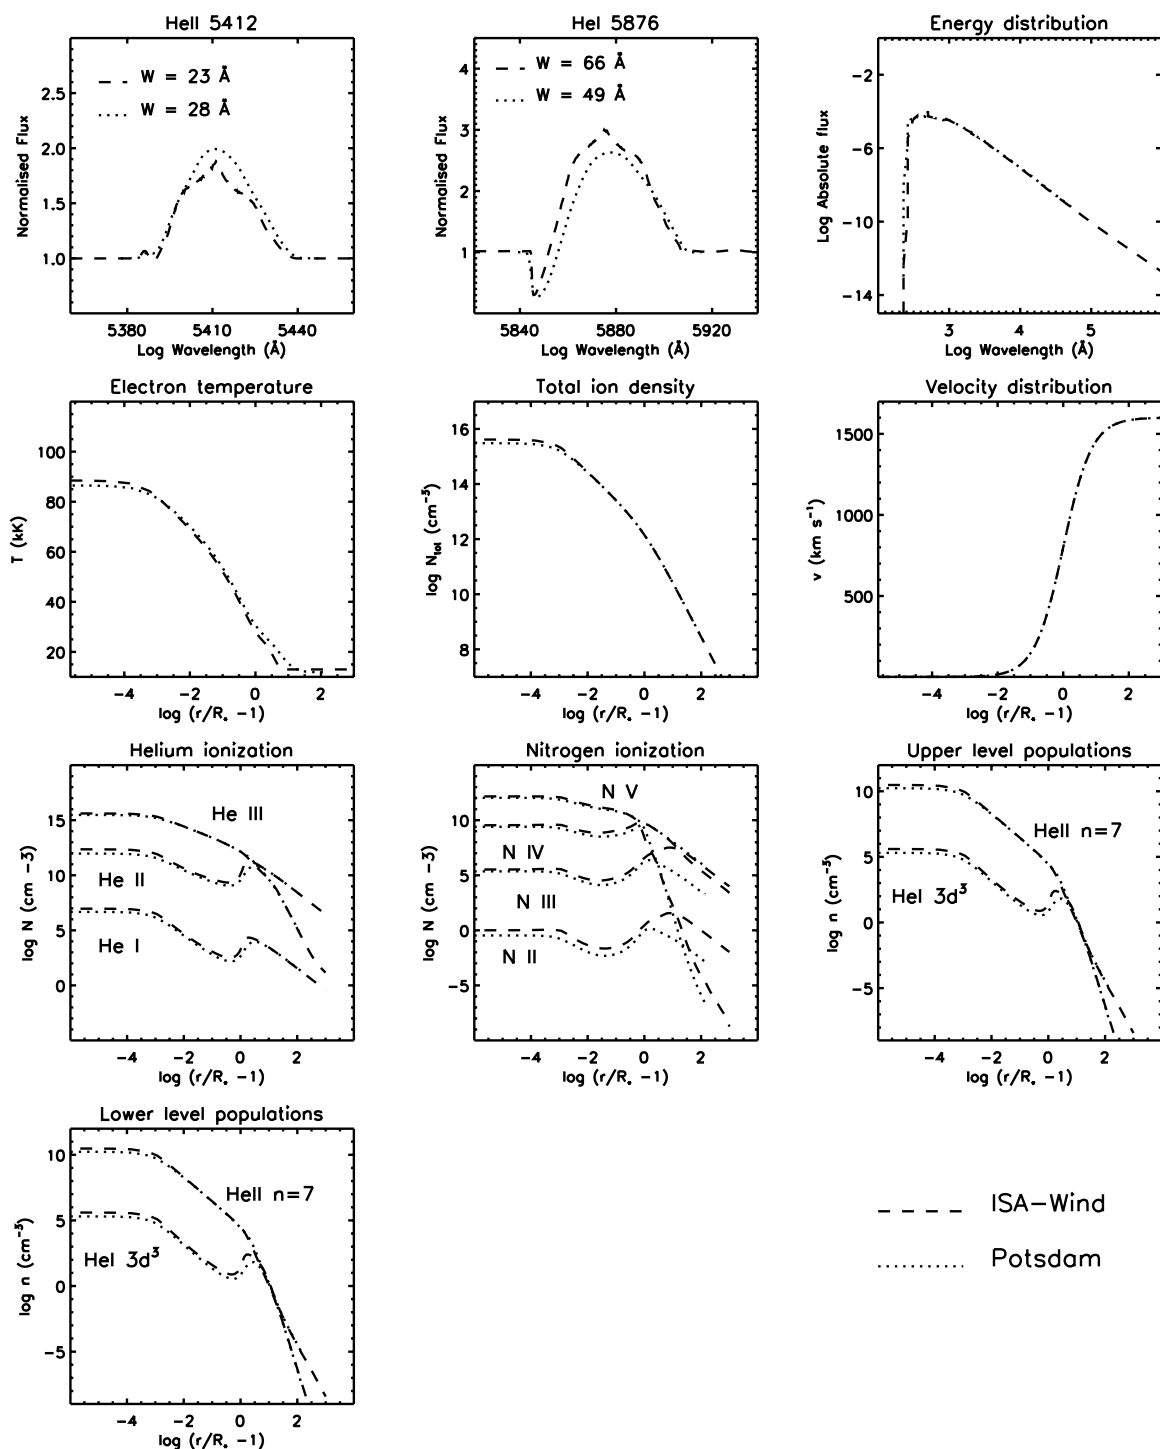 HeII 5412
W = 23 Å
W = 28 Å
Normalised Flux
2.5
2.0
1.5
1.0
5380 5410 5440
Log Wavelength (Å)
HeI 5876
W = 66 Å
W = 49 Å
Normalised Flux
4
3
2
1
5840 5880 5920
Log Wavelength (Å)
Energy distribution
Log Absolute flux
−2
−6
−10
−14
3 4 5
Log Wavelength (Å)
Electron temperature
T (kK)
100
80
60
40
20
−4 −2 0 2
log (r/R* −1)
Total ion density
log Ntot (cm−3)
16
14
12
10
8
−4 −2 0 2
log (r/R* −1)
Velocity distribution
v (km s−1)
1500
1000
500
−4 −2 0 2
log (r/R* −1)
Helium ionization
log N (cm −3)
15
10
5
0
He III
He II
He I
−4 −2 0 2
log (r/R* −1)
Nitrogen ionization
log N (cm −3)
10
5
0
−5
N V
N IV
N III
N II
−4 −2 0 2
log (r/R* −1)
Upper level populations
log n (cm−3)
10
5
0
−5
HeII n=7
HeI 3d3
−4 −2 0 2
log (r/R* −1)
Lower level populations
log n (cm−3)
10
5
0
−5
HeII n=7
HeI 3d3
−4 −2 0 2
log (r/R* −1)
ISA−Wind
Potsdam